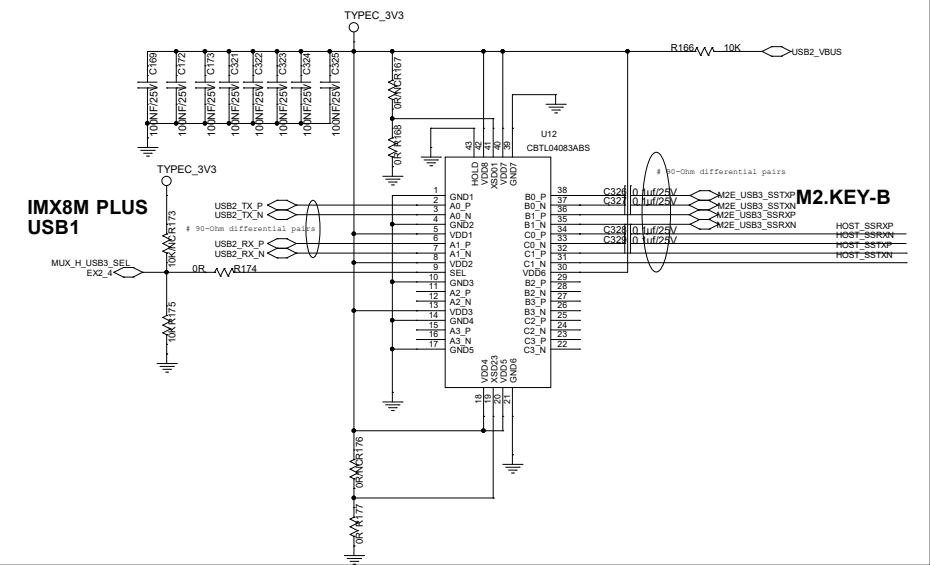 TYPEC_3V3
R166
10K
USB2_VBUS
C169
C172
C173
C321
C322
C323
C324
C325
100NF/25V
100NF/25V
100NF/25V
100NF/25V
100NF/25V
100NF/25V
100NF/25V
100NF/25V
0R/NC
R167
0R
R168
U12
CBTL04083ABS
43
42
41
40
39
HOLD
VDD8
XSD01
VDD7
GND7
TYPEC_3V3
IMX8M PLUS
USB1
10K/NC
R173
USB2_TX_P
USB2_TX_N
# 90-Ohm differential pairs
USB2_RX_P
USB2_RX_N
MUX_H_USB3_SEL
EX2_4
0R
R174
10K
R175
1 GND1
2 A0_P
3 A0_N
4 GND2
5 VDD1
6 A1_P
7 A1_N
8 VDD2
9 SEL
10 GND3
11 A2_P
12 A2_N
13 VDD3
14 GND4
15 A3_P
16 A3_N
17 GND5
B0_P 38
B0_N 37
B1_P 36
B1_N 35
C0_P 34
C0_N 33
C1_P 32
C1_N 31
VDD6 30
B2_P 29
B2_N 28
B3_P 27
B3_N 26
C2_P 25
C2_N 24
C3_P 23
C3_N 22
# 90-Ohm differential pairs
C326 0.1uf/25V
C327 0.1uf/25V
C328 0.1uf/25V
C329 0.1uf/25V
M2E_USB3_SSTXP
M2E_USB3_SSTXN
M2E_USB3_SSRXP
M2E_USB3_SSRXN
M2.KEY-B
HOST_SSRXP
HOST_SSRXN
HOST_SSTXP
HOST_SSTXN
VDD4
XSD23
VDD5
GND6
18
19
20
21
0R/NC
R176
0R
R177